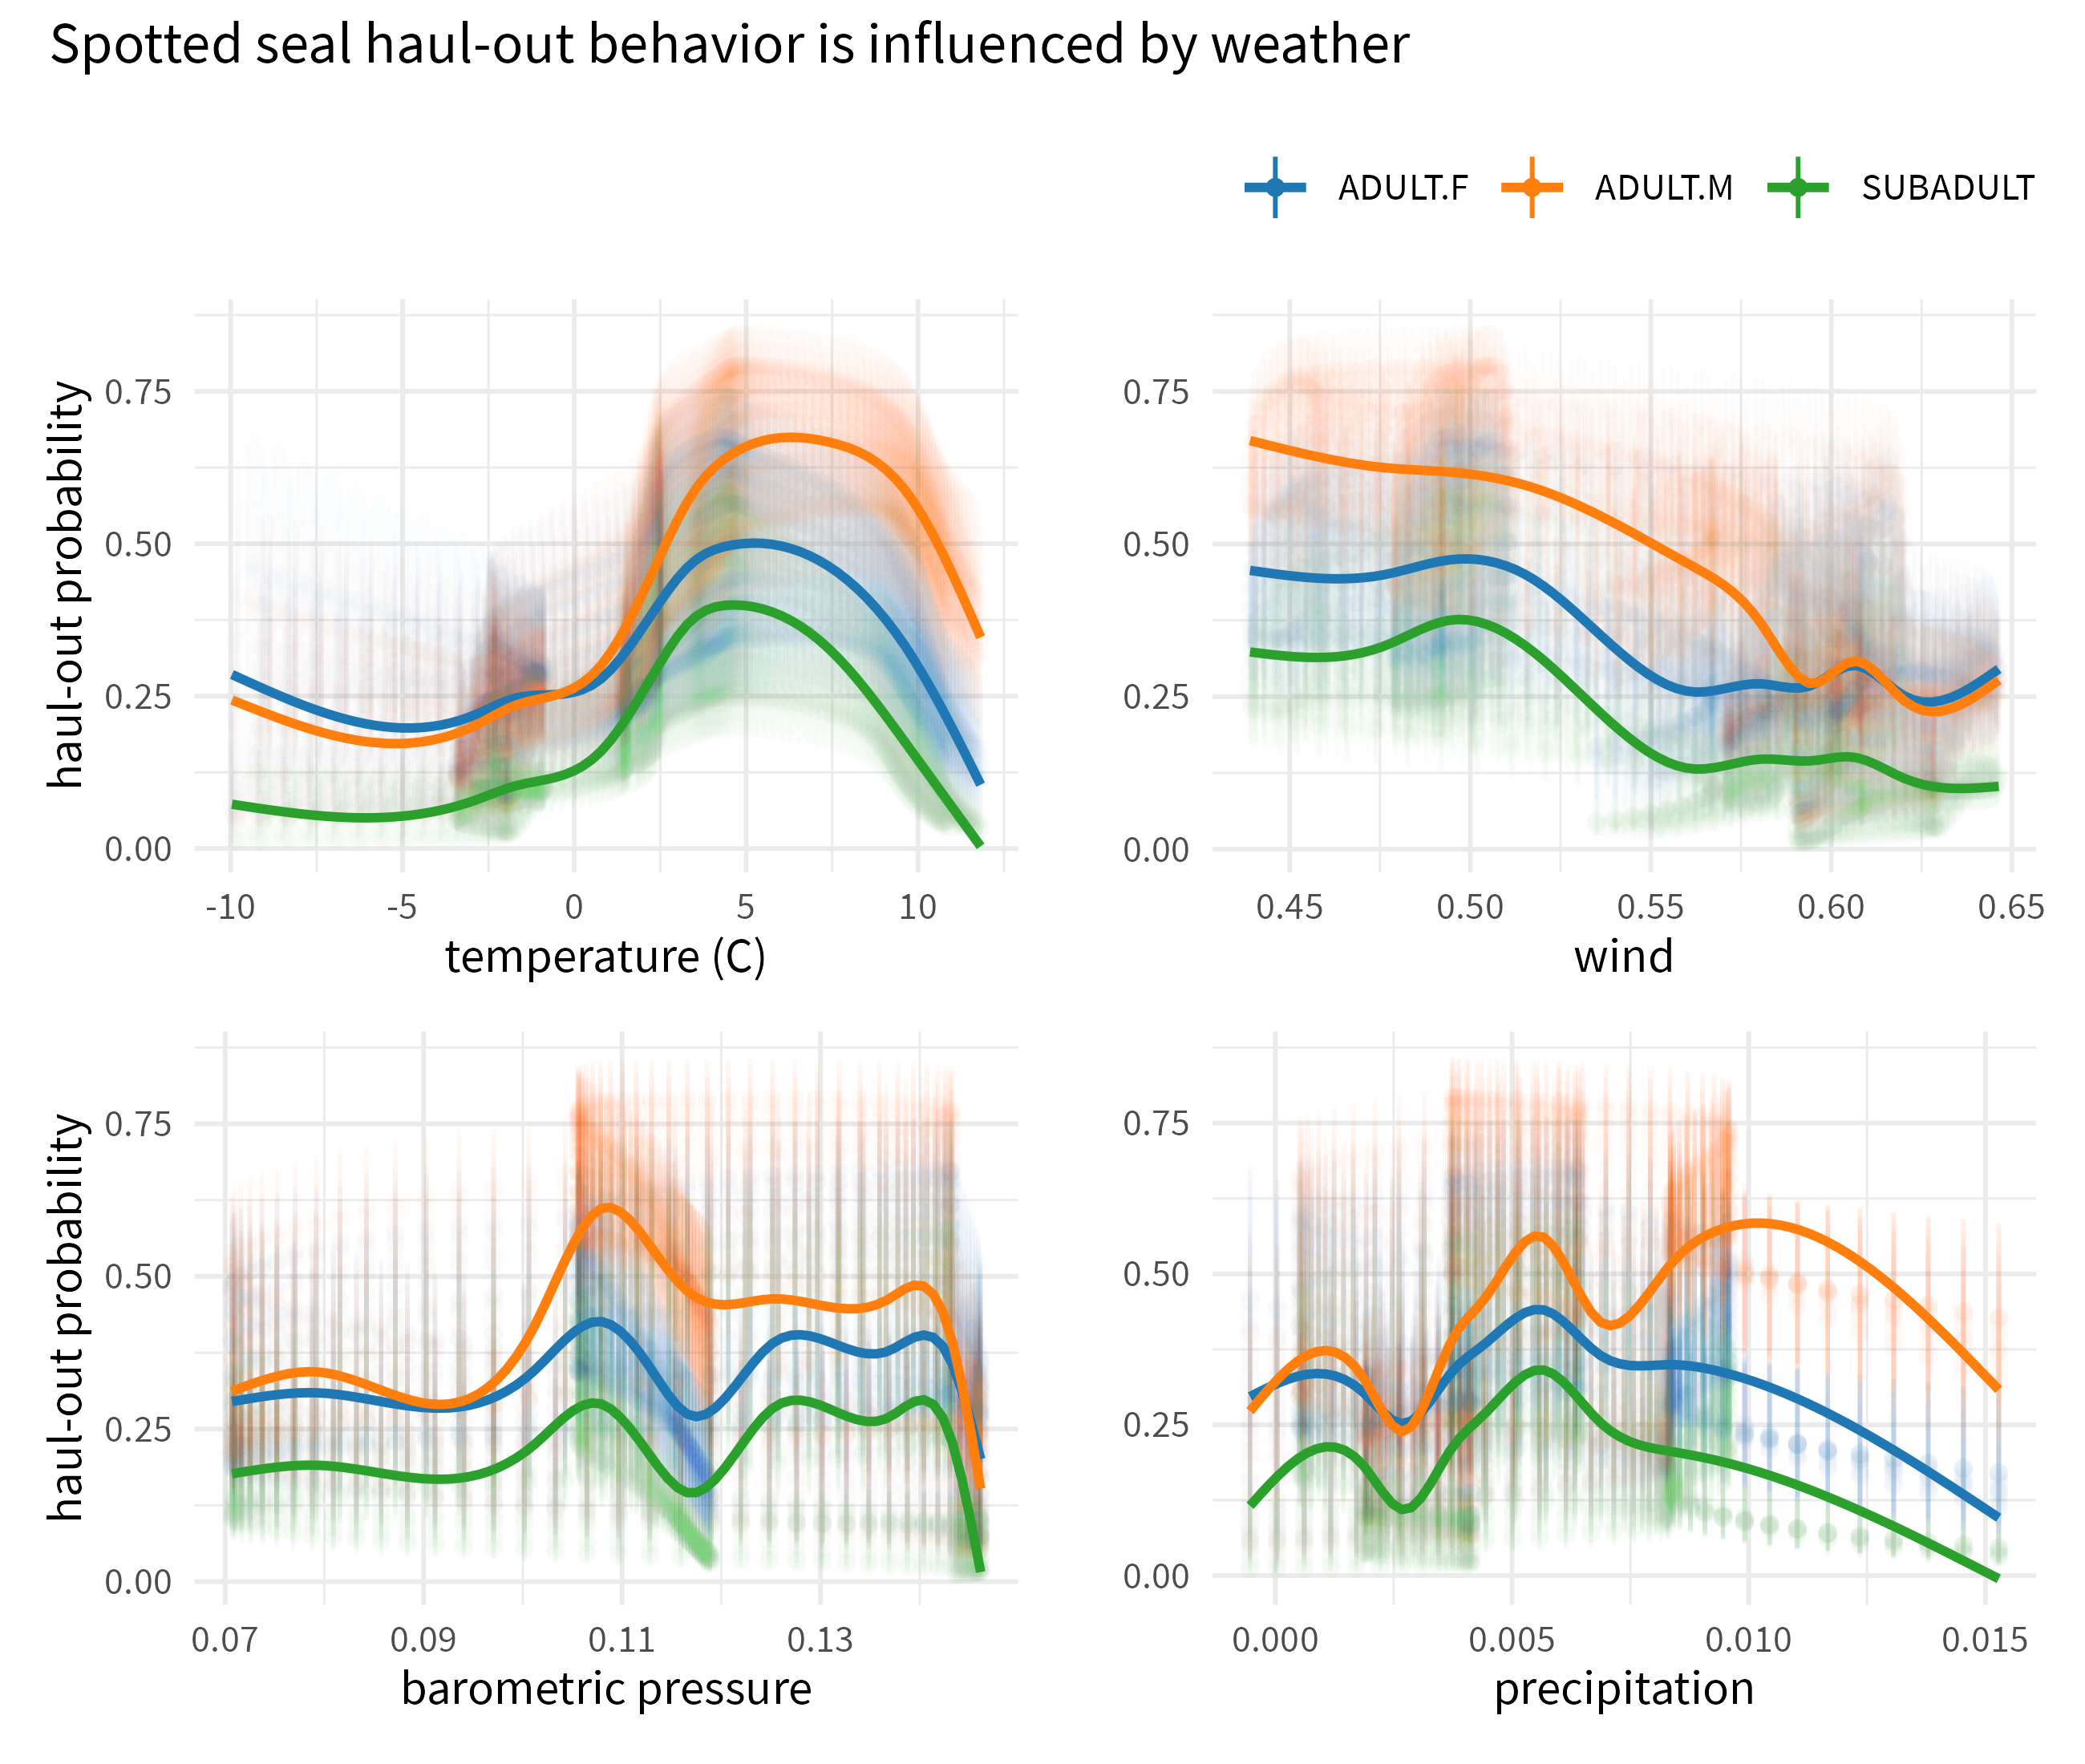 Spotted seal haul-out behavior is influenced by weather
ADULT.F ADULT.M SUBADULT
haul-out probability
0.75
0.50
0.25
0.00
-10 -5 0 5 10
temperature (C)
0.75
0.50
0.25
0.00
0.45 0.50 0.55 0.60 0.65
wind
haul-out probability
0.75
0.50
0.25
0.00
0.07 0.09 0.11 0.13
barometric pressure
0.75
0.50
0.25
0.00
0.000 0.005 0.010 0.015
precipitation